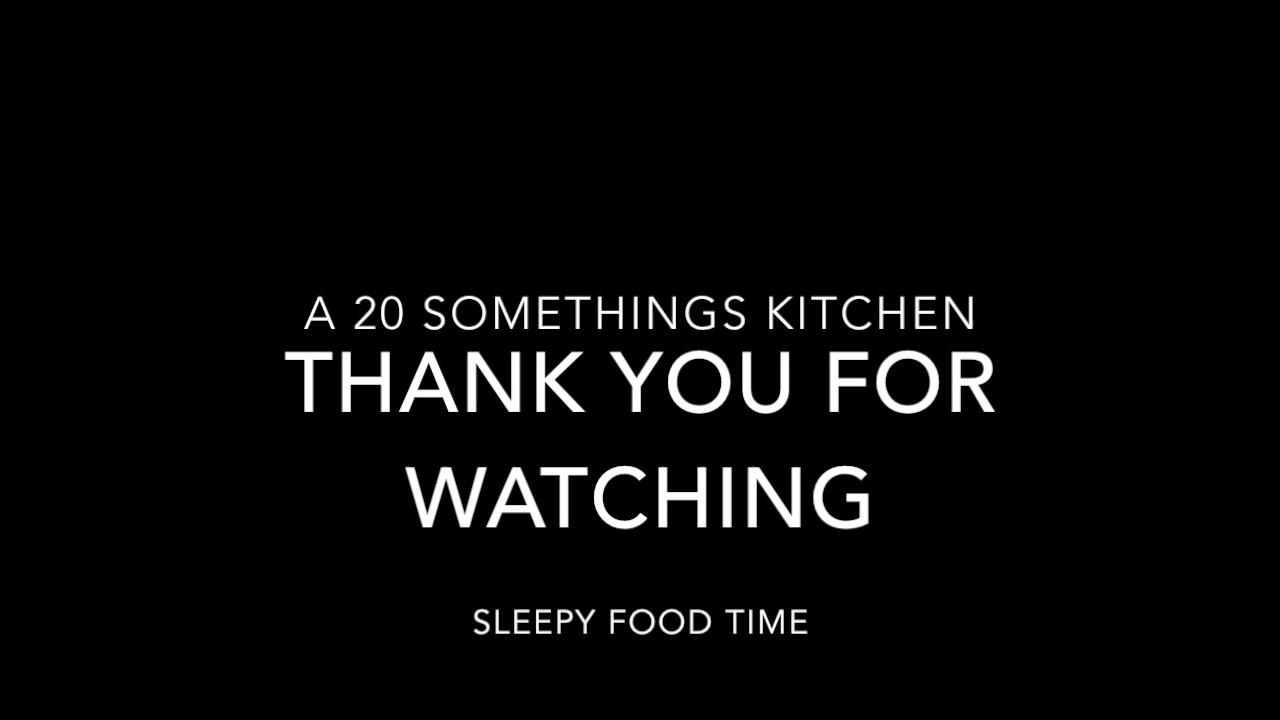 A 20 SOMETHINGS KITCHEN
THANK YOU FOR
WATCHING
SLEEPY FOOD TIME